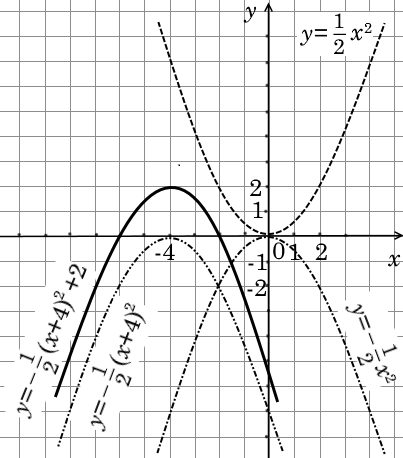 y
y = 1/2 x²
2
1
-4
0 1 2
x
-1
-2
y = -1/2 (x+4)² + 2
y = -1/2 (x+4)²
y = -1/2 x²